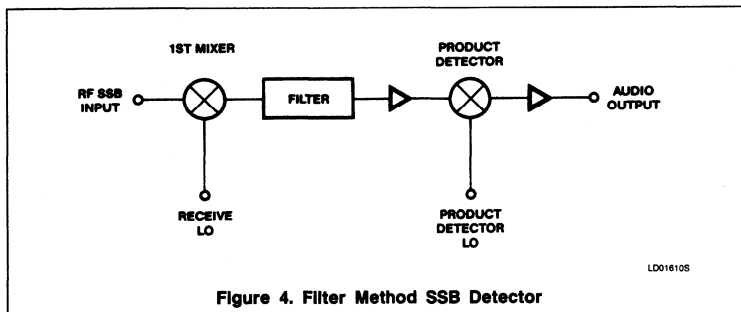 1ST MIXER
PRODUCT
DETECTOR
RF SSB
INPUT
FILTER
AUDIO
OUTPUT
RECEIVE
LO
PRODUCT
DETECTOR
LO
LD01610S
Figure 4. Filter Method SSB Detector